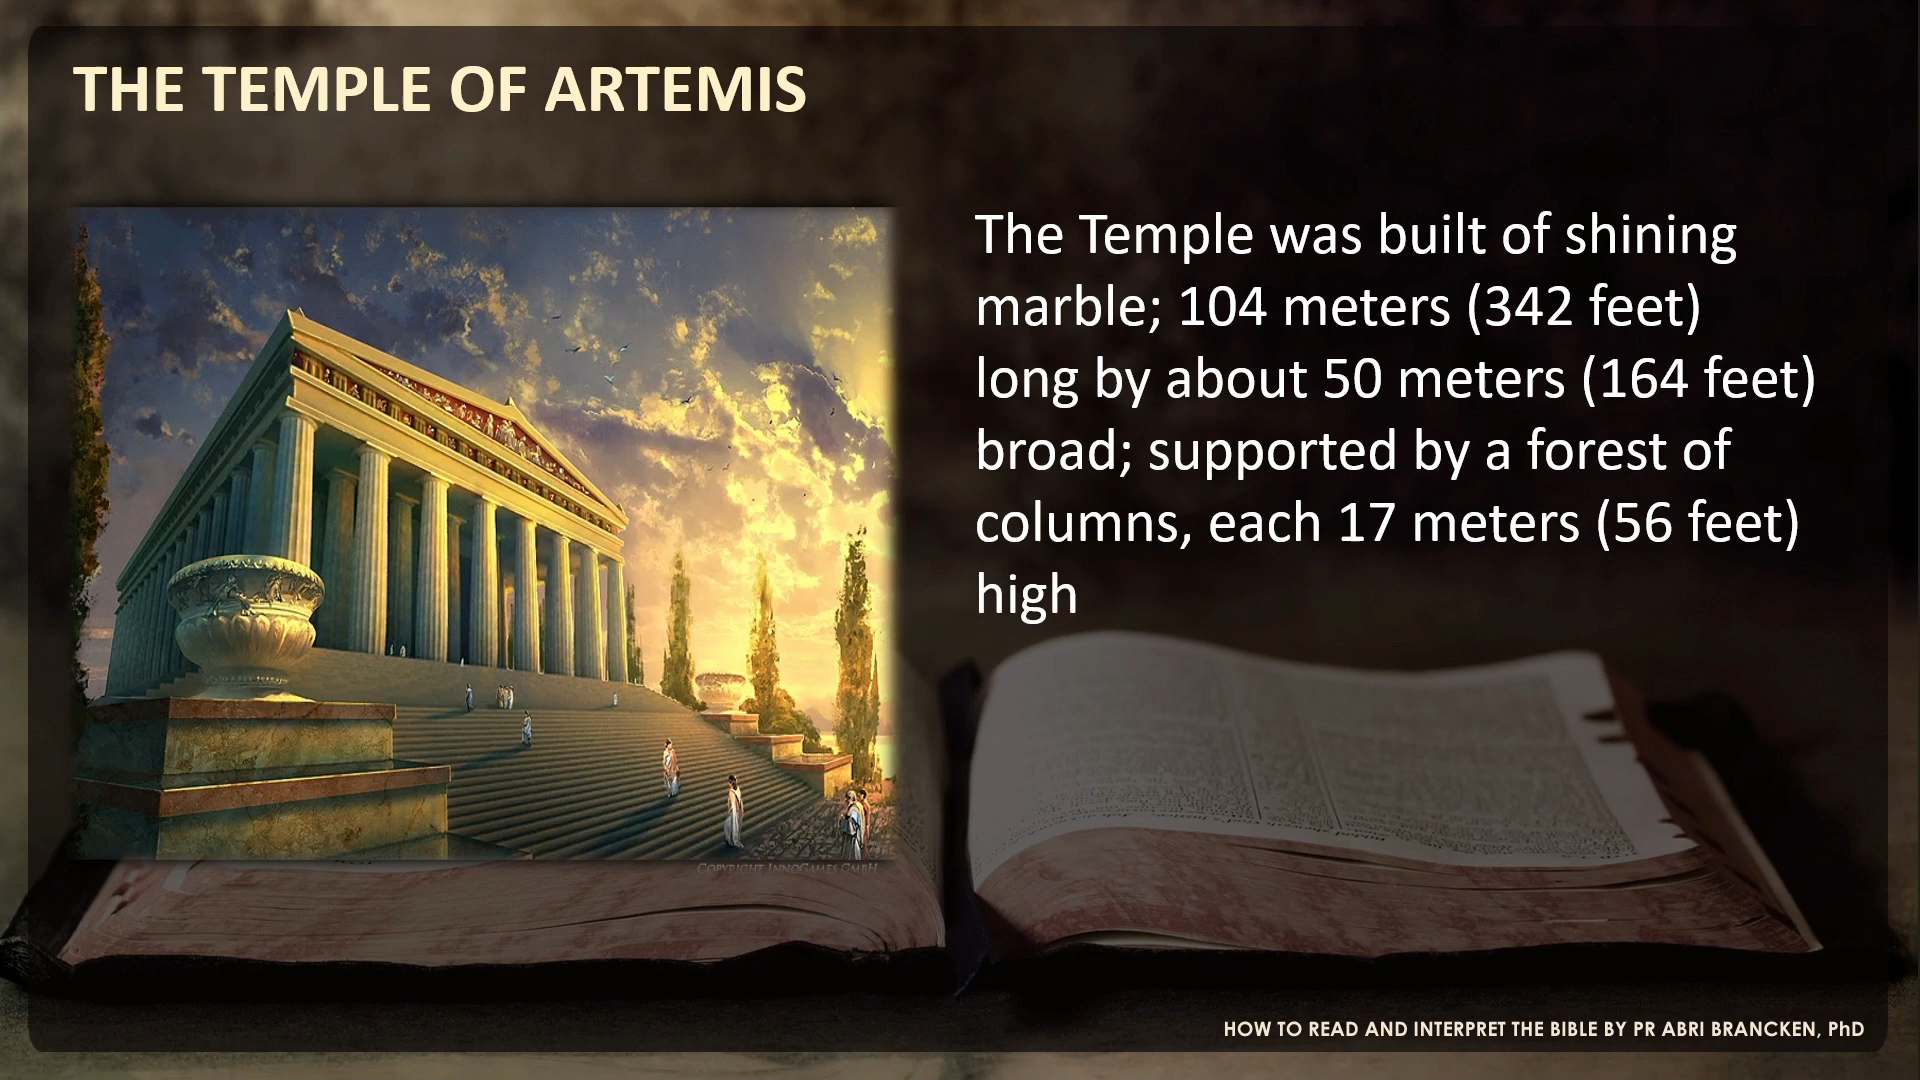 THE TEMPLE OF ARTEMIS
The Temple was built of shining
marble; 104 meters (342 feet)
long by about 50 meters (164 feet)
broad; supported by a forest of
columns, each 17 meters (56 feet)
high
COPYRIGHT INNOGAMES GMBH
HOW TO READ AND INTERPRET THE BIBLE BY PR ABRI BRANCKEN, PhD